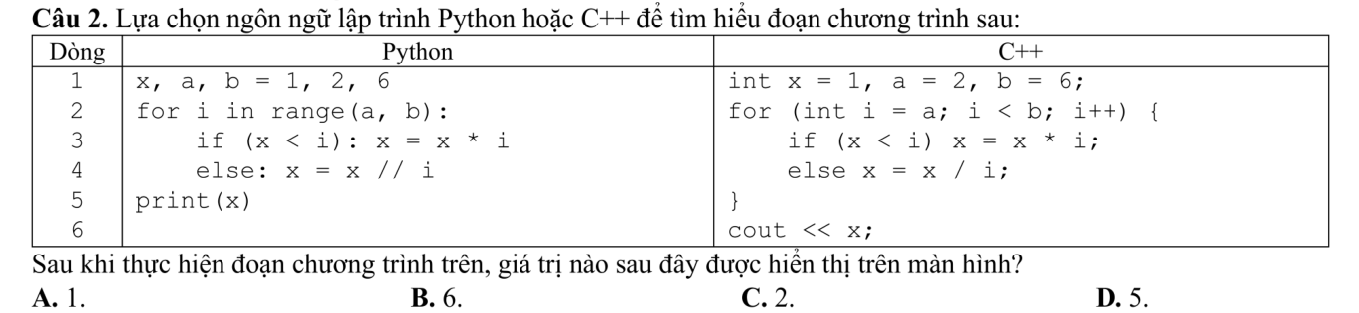 Câu 2. Lựa chọn ngôn ngữ lập trình Python hoặc C++ để tìm hiểu đoạn chương trình sau:
Dòng Python C++
1 x, a, b = 1, 2, 6 int x = 1, a = 2, b = 6;
2 for i in range(a, b): for (int i = a; i < b; i++) {
3 if (x < i): x = x * i if (x < i) x = x * i;
4 else: x = x // i else x = x / i;
5 print(x) }
6 cout << x;
Sau khi thực hiện đoạn chương trình trên, giá trị nào sau đây được hiển thị trên màn hình?
A. 1. B. 6. C. 2. D. 5.